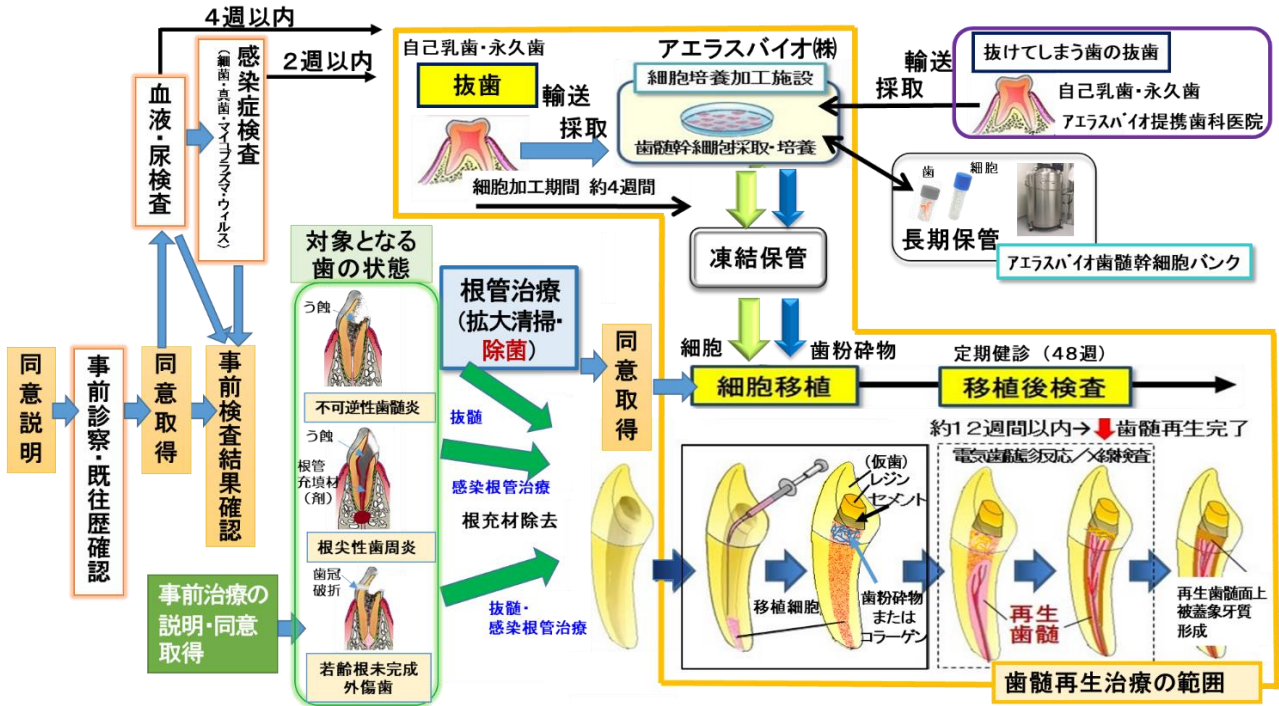 4週以内
2週以内
血液・尿検査
感染症検査
(細菌・真菌・マイコプラズマ・ウィルス)
同意説明
事前診察・既往歴確認
同意取得
事前検査結果確認
事前治療の
説明・同意
取得
対象となる
歯の状態
う蝕
不可逆性歯髄炎
う蝕
根管
充填材
(剤)
根尖性歯周炎
歯冠
破折
若齢根未完成
外傷歯
根管治療
(拡大清掃・
除菌)
抜髄
感染根管治療
根充材除去
抜髄・
感染根管治療
同意取得
自己乳歯・永久歯
抜歯
輸送
採取
アエラスバイオ㈱
細胞培養加工施設
歯髄幹細胞採取・培養
細胞加工期間 約4週間
輸送
採取
抜けてしまう歯の抜歯
自己乳歯・永久歯
アエラスバイオ提携歯科医院
歯
細胞
長期保管
アエラスバイオ歯髄幹細胞バンク
凍結保管
細胞
歯粉砕物
細胞移植
定期健診 (48週)
移植後検査
約12週間以内→
歯髄再生完了
電気歯髄診反応/X線検査
(仮歯)
レジン
セメント
移植細胞
歯粉砕物
または
コラーゲン
再生
歯髄
再生歯髄面上
被蓋象牙質
形成
歯髄再生治療の範囲